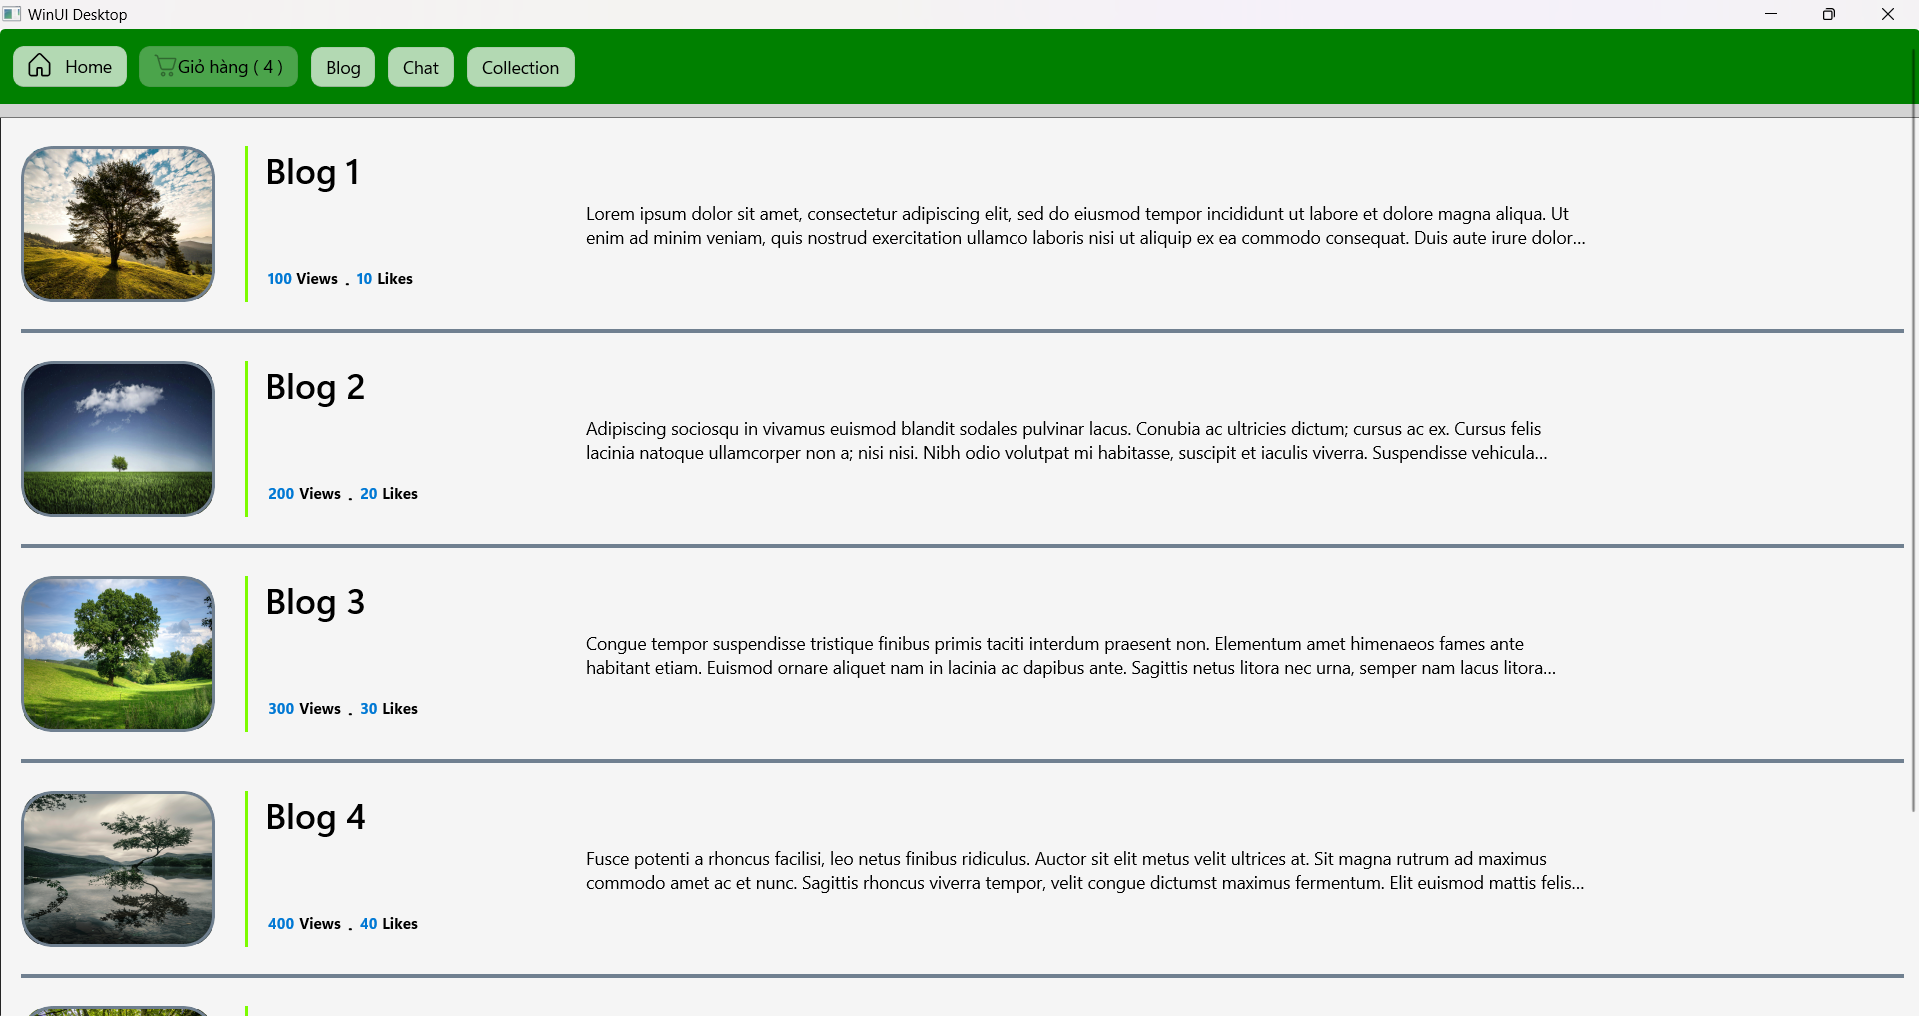 WinUI Desktop
Home
Giỏ hàng ( 4 )
Blog
Chat
Collection
Blog 1
Lorem ipsum dolor sit amet, consectetur adipiscing elit, sed do eiusmod tempor incididunt ut labore et dolore magna aliqua. Ut
enim ad minim veniam, quis nostrud exercitation ullamco laboris nisi ut aliquip ex ea commodo consequat. Duis aute irure dolor...
100 Views . 10 Likes
Blog 2
Adipiscing sociosqu in vivamus euismod blandit sodales pulvinar lacus. Conubia ac ultricies dictum; cursus ac ex. Cursus felis
lacinia natoque ullamcorper non a; nisi nisi. Nibh odio volutpat mi habitasse, suscipit et iaculis viverra. Suspendisse vehicula...
200 Views . 20 Likes
Blog 3
Congue tempor suspendisse tristique finibus primis taciti interdum praesent non. Elementum amet himenaeos fames ante
habitant etiam. Euismod ornare aliquet nam in lacinia ac dapibus ante. Sagittis netus litora nec urna, semper nam lacus litora...
300 Views . 30 Likes
Blog 4
Fusce potenti a rhoncus facilisi, leo netus finibus ridiculus. Auctor sit elit metus velit ultrices at. Sit magna rutrum ad maximus
commodo amet ac et nunc. Sagittis rhoncus viverra tempor, velit congue dictumst maximus fermentum. Elit euismod mattis felis...
400 Views . 40 Likes